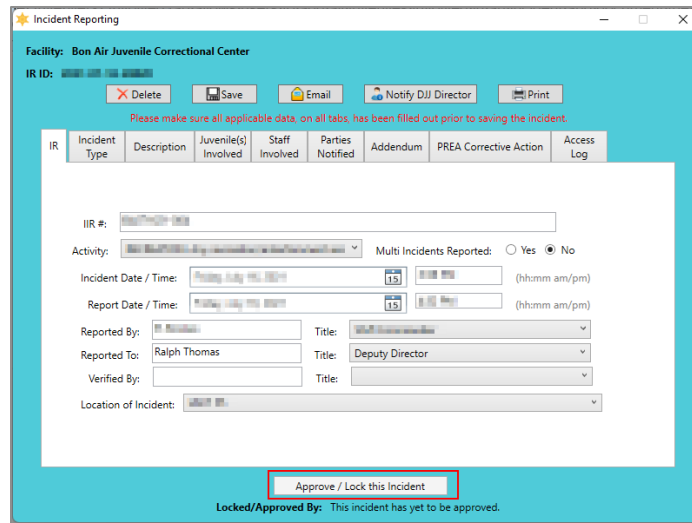 Incident Reporting
Facility: Bon Air Juvenile Correctional Center
IR ID:
Delete Save Email Notify DJJ Director Print
Please make sure all applicable data, on all tabs, has been filled out prior to saving the incident.
IR Incident Type Description Juvenile(s) Involved Staff Involved Parties Notified Addendum PREA Corrective Action Access Log
IIR #:
Activity: Multi Incidents Reported: Yes No
Incident Date / Time: 15 (hh:mm am/pm)
Report Date / Time: 15 (hh:mm am/pm)
Reported By: Title:
Reported To: Ralph Thomas Title: Deputy Director
Verified By: Title:
Location of Incident:
Approve / Lock this Incident
Locked/Approved By: This incident has yet to be approved.